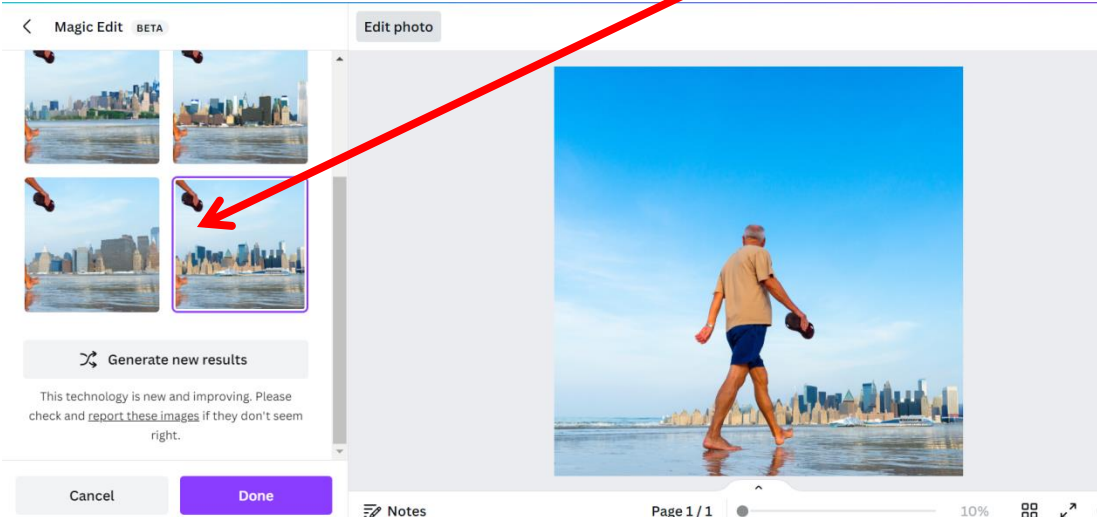 Magic Edit BETA
Edit photo
Generate new results
This technology is new and improving. Please
check and report these images if they don't seem
right.
Cancel
Done
Notes
Page 1 / 1
10%